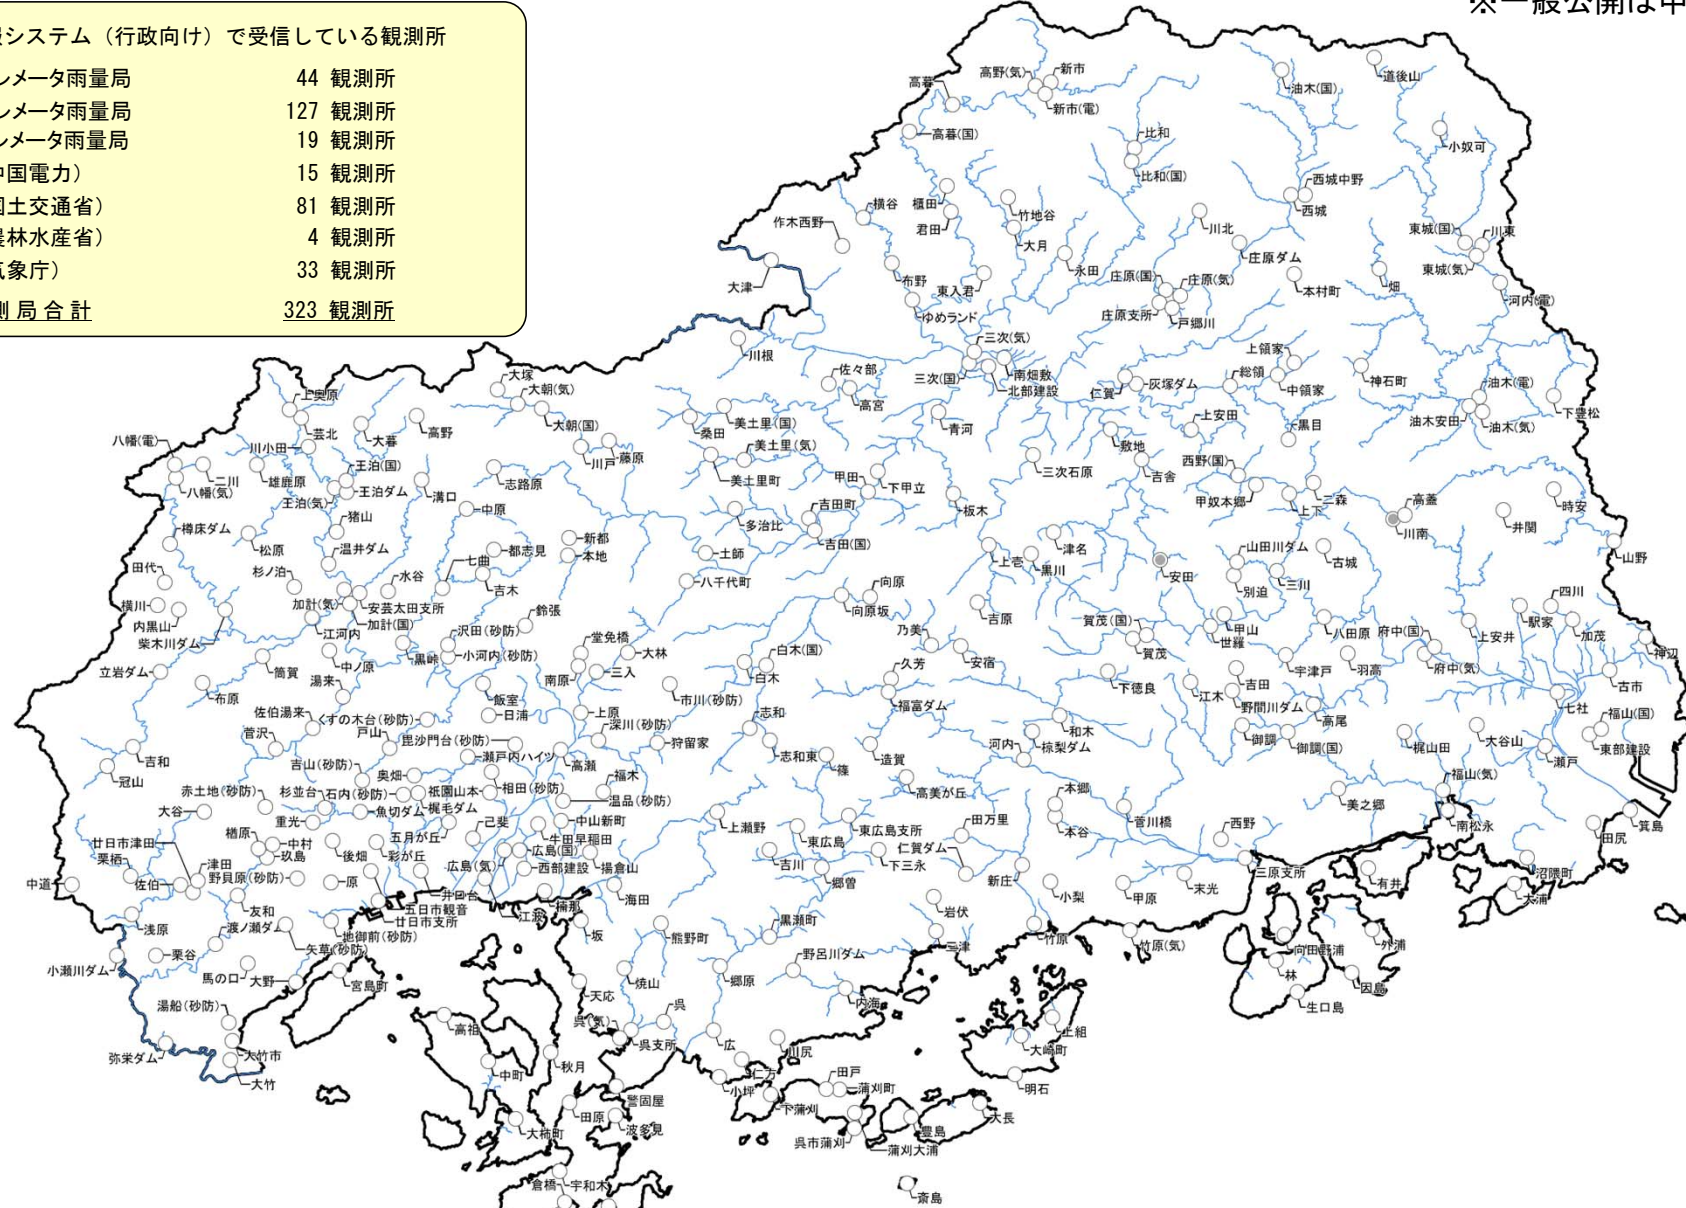 ※一般公開は中
報システム（行政向け）で受信している観測所
レメータ雨量局 44 観測所
レメータ雨量局 127 観測所
レメータ雨量局 19 観測所
中国電力） 15 観測所
国土交通省） 81 観測所
農林水産省） 4 観測所
気象庁） 33 観測所
測局合計 323 観測所
高野(気)
新市
高暮
新市(電)
油木(国)
道後山
高暮(国)
比和
小奴可
比和(国)
横谷
櫃田
竹地谷
西城中野
西城
作木西野
君田
大月
川北
東城(国)
川東
大津
布野
東入君
永田
庄原(国)
庄原(気)
庄原ダム
東城(気)
畑
本村町
河内(電)
ゆめランド
庄原支所
戸郷川
川根
三次(気)
三次(国)
南畑敷
北部建設
佐々部
高宮
仁賀
灰塚ダム
総領
上領家
中領家
神石町
油木(電)
油木安田
油木(気)
下豊松
大塚
大朝(気)
大朝(国)
上奥原
芸北
川小田
大暮
高野
八幡(電)
八幡(気)
二川
雄鹿原
王泊(国)
王泊ダム
王泊(気)
溝口
志路原
川戸
藤原
桑田
美土里(国)
美土里(気)
美土里町
青河
甲田
下甲立
三次石原
敷地
吉舎
上安田
黒目
西野(国)
甲奴本郷
上下
二森
高蓋
川南
井関
時安
山野
樽床ダム
松原
猪山
温井ダム
中原
都志見
新都
本地
多治比
吉田町
吉田(国)
板木
土師
八千代町
上壱
黒川
津名
安田
山田川ダム
別迫
三川
古城
田代
横川
内黒山
柴木川ダム
杉ノ泊
加計(気)
安芸太田支所
加計(国)
水谷
七曲
吉木
江河内
鈴張
向原
向原坂
吉原
賀茂(国)
賀茂
甲山
世羅
八田原
府中(国)
府中(気)
上安井
駅家
四川
加茂
神辺
立岩ダム
布原
筒賀
中ノ原
湯来
黒峠
沢田(砂防)
小河内(砂防)
堂免橋
大林
南原
三入
白木(国)
白木
乃美
安宿
久芳
福富ダム
下徳良
江木
吉田
野間川ダム
宇津戸
羽高
高尾
古市
七社
福山(国)
東部建設
飯室
日浦
市川(砂防)
佐伯湯来
くすの木台(砂防)
戸山
菅沢
毘沙門台(砂防)
上原
深川(砂防)
狩留家
志和
志和東
篠
造賀
河内
和木
椋梨ダム
御調
御調(国)
梶山田
大谷山
瀬戸
吉和
冠山
吉山(砂防)
奥畑
瀬戸内ハイツ
高瀬
福木
高美が丘
美之郷
福山(気)
赤土地(砂防)
杉並台
石内(砂防)
祇園山本
相田(砂防)
温品(砂防)
大谷
重光
魚切ダム
梶毛ダム
中山新町
上瀬野
東広島
東広島支所
田万里
本郷
本谷
菅川橋
西野
南松永
箕島
田尻
廿日市津田
楢原
中村
玖島
後畑
彩が丘
五月が丘
己斐
牛田早稲田
広島(国)
広島(気)
西部建設
揚倉山
吉川
下三永
仁賀ダム
郷曽
新庄
小梨
甲原
末光
三原支所
有井
沼隈町
大浦
栗栖
中道
佐伯
津田
野貝原(砂防)
原
井口台
五日市観音
廿日市支所
江波
楠那
海田
坂
友和
浅原
渡ノ瀬ダム
地御前(砂防)
矢草(砂防)
栗谷
小瀬川ダム
馬の口
大野
宮島町
熊野町
黒瀬町
岩伏
三津
竹原
竹原(気)
向田野浦
外浦
林
因島
生口島
野呂川ダム
天応
焼山
郷原
内海
湯船(砂防)
高祖
呉(気)
呉
呉支所
広
川尻
上組
大崎町
弥栄ダム
大竹市
大竹
中町
秋月
仁方
小坪
田戸
蒲刈町
明石
警固屋
田原
波多見
下蒲刈
豊島
大長
大柿町
呉市蒲刈
蒲刈大浦
倉橋
宇和木
斎島